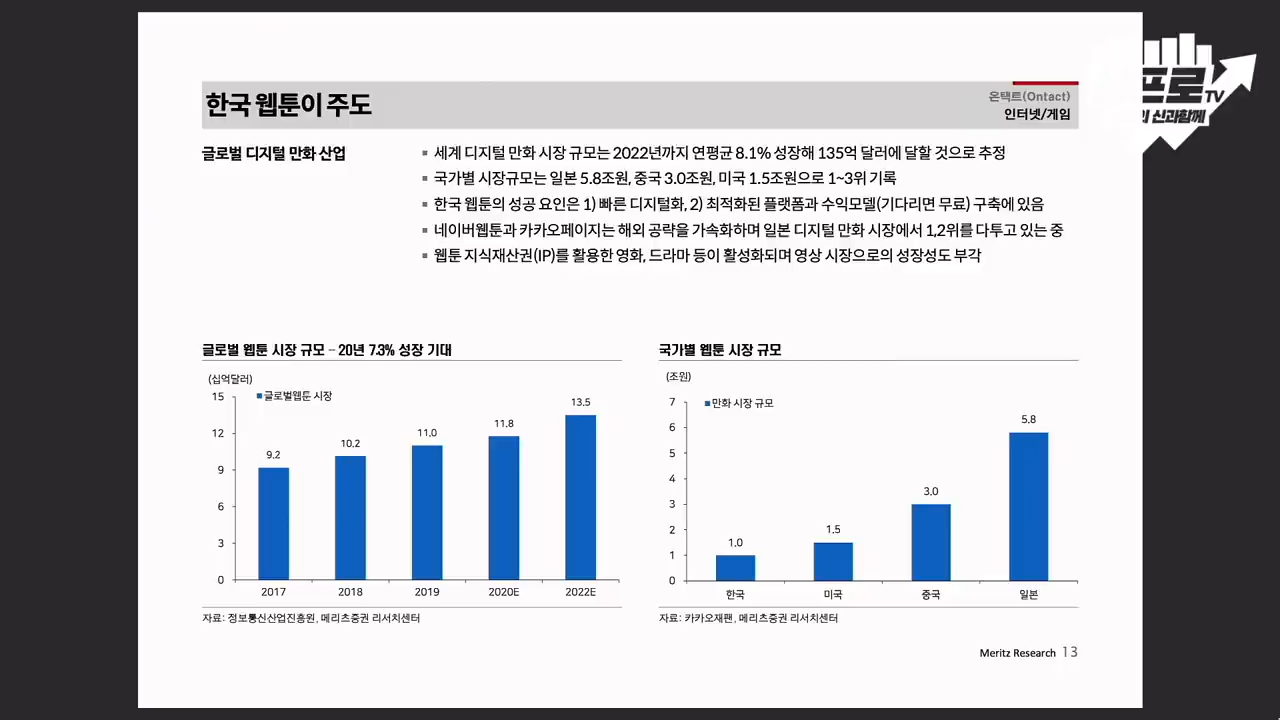 한국 웹툰이 주도
온택트(Ontact)
인터넷/게임
프로TV
신과함께
글로벌 디지털 만화 산업
▪ 세계 디지털 만화 시장 규모는 2022년까지 연평균 8.1% 성장해 135억 달러에 달할 것으로 추정
▪ 국가별 시장규모는 일본 5.8조원, 중국 3.0조원, 미국 1.5조원으로 1~3위 기록
▪ 한국 웹툰의 성공 요인은 1) 빠른 디지털화, 2) 최적화된 플랫폼과 수익모델(기다리면 무료) 구축에 있음
▪ 네이버웹툰과 카카오페이지는 해외 공략을 가속화하며 일본 디지털 만화 시장에서 1,2위를 다투고 있는 중
▪ 웹툰 지식재산권(IP)를 활용한 영화, 드라마 등이 활성화되며 영상 시장으로의 성장성도 부각
글로벌 웹툰 시장 규모 – 20년 7.3% 성장 기대
(십억달러)
글로벌웹툰 시장
15
12
9
6
3
0
9.2
10.2
11.0
11.8
13.5
2017
2018
2019
2020E
2022E
자료: 정보통신산업진흥원, 메리츠증권 리서치센터
국가별 웹툰 시장 규모
(조원)
만화 시장 규모
7
6
5
4
3
2
1
0
1.0
1.5
3.0
5.8
한국
미국
중국
일본
자료: 카카오재팬, 메리츠증권 리서치센터
Meritz Research 13